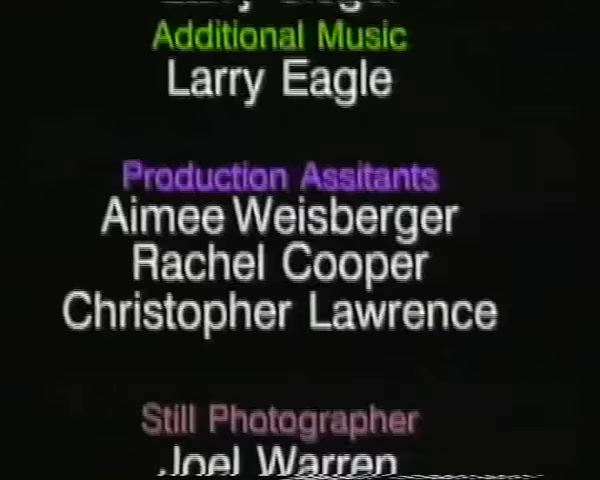 Additional Music
Larry Eagle
Production Assitants
Aimee Weisberger
Rachel Cooper
Christopher Lawrence
Still Photographer
Joel Warren